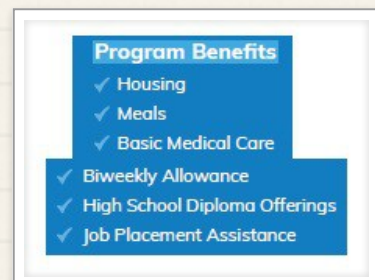 Program Benefits
Housing
Meals
Basic Medical Care
Biweekly Allowance
High School Diploma Offerings
Job Placement Assistance